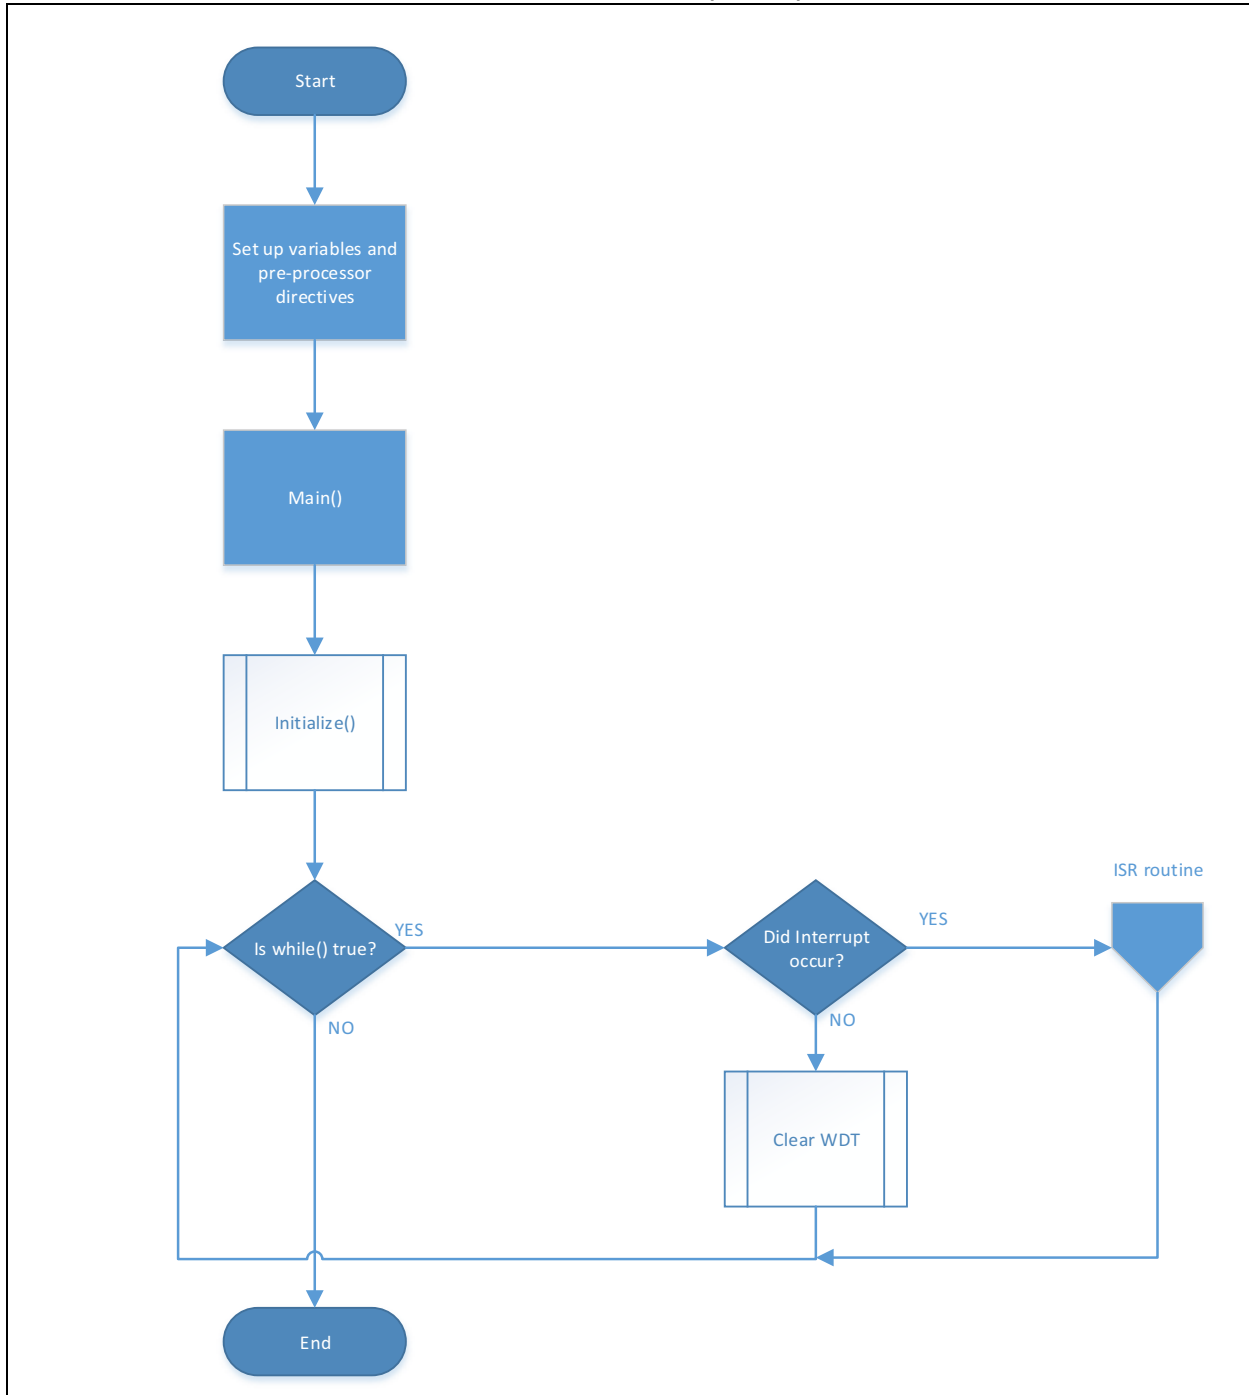 Start
Set up variables and
pre-processor
directives
Main()
Initialize()
ISR routine
Is while() true?
YES
Did Interrupt
occur?
YES
NO
NO
Clear WDT
End